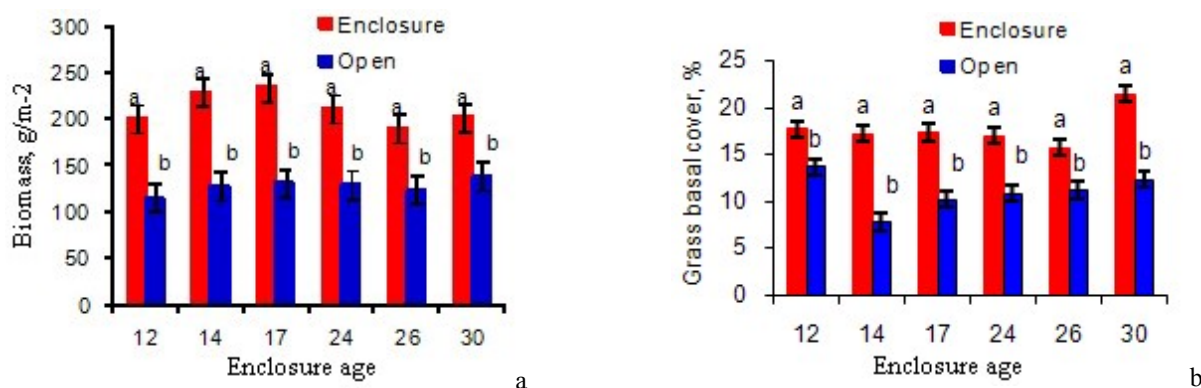 Biomass, g/m-2
300
250
200
150
100
50
0
Enclosure
Open
a a a a a a
b b b b b b
12 14 17 24 26 30
Enclosure age
a
Grass basal cover, %
25
20
15
10
5
0
Enclosure
Open
a a a a a a
b b b b b b
12 14 17 24 26 30
Enclosure age
b